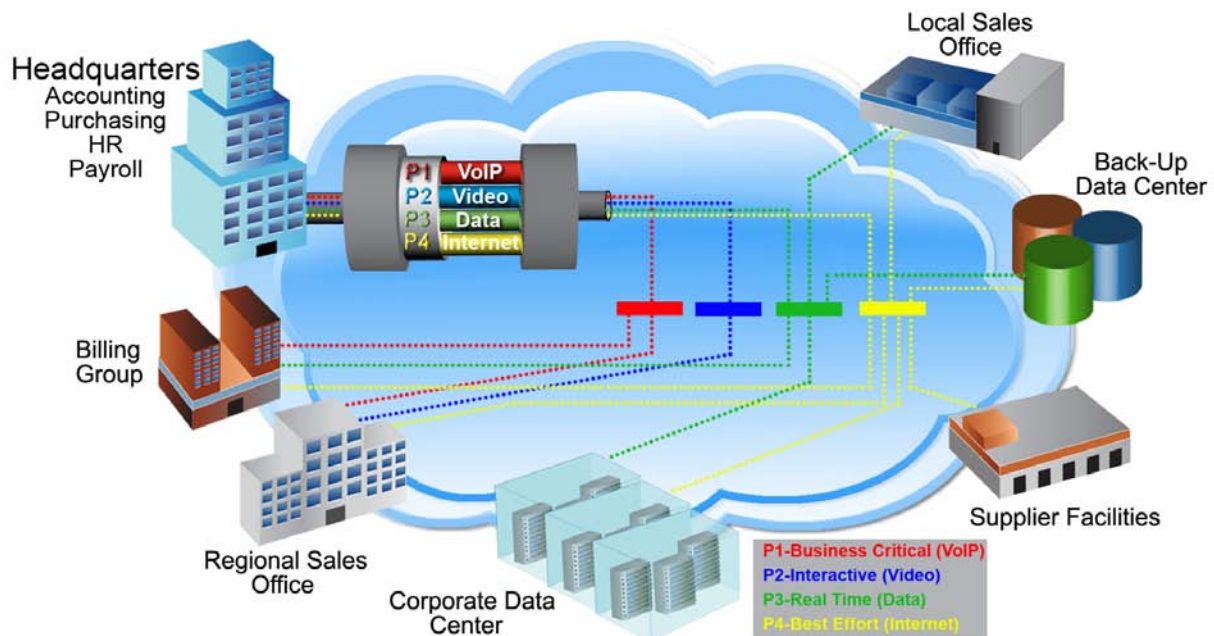 Headquarters
Accounting
Purchasing
HR
Payroll
P1 VoIP
P2 Video
P3 Data
P4 Internet
Local Sales
Office
Back-Up
Data Center
Billing
Group
Regional Sales
Office
Corporate Data
Center
Supplier Facilities
P1-Business Critical (VoIP)
P2-Interactive (Video)
P3-Real Time (Data)
P4-Best Effort (Internet)